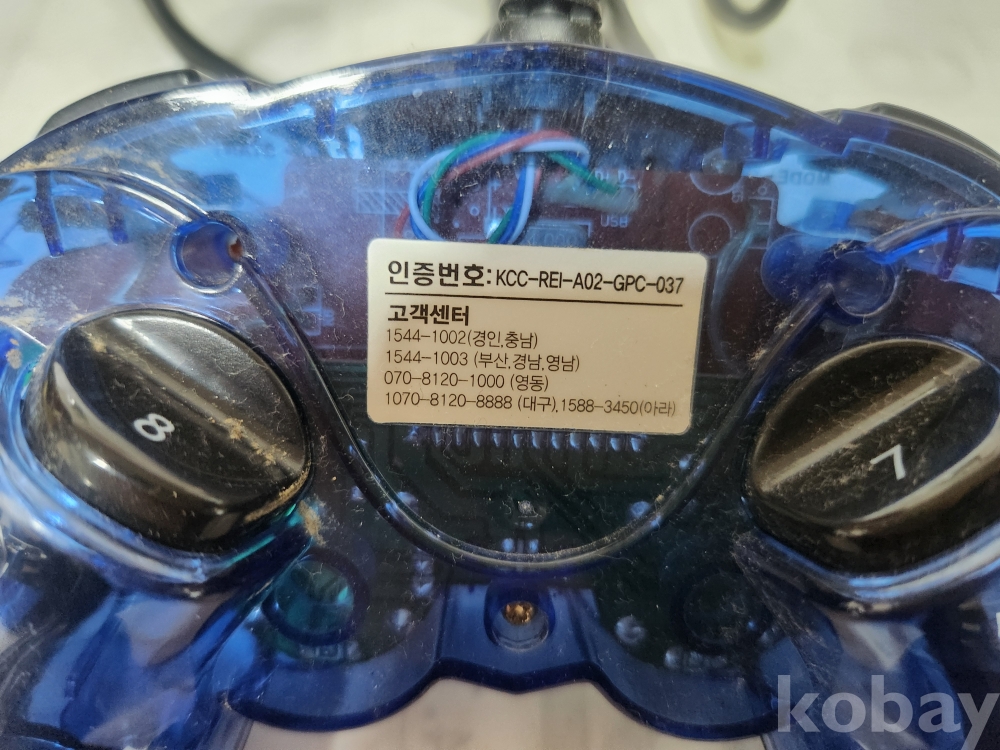 USB
인증번호: KCC-REI-A02-GPC-037
고객센터
1544-1002(경인,충남)
1544-1003 (부산,경남,영남)
070-8120-1000 (영동)
1070-8120-8888 (대구),1588-3450(아라)
8
7
kobay